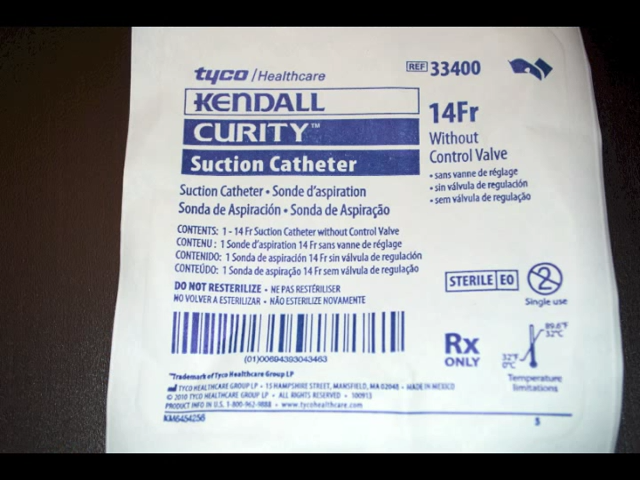 tyco / Healthcare
REF 33400
KENDALL
CURITY™
Suction Catheter
14Fr
Without
Control Valve
• sans vanne de réglage
• sin válvula de regulación
• sem válvula de regulação
Suction Catheter • Sonde d'aspiration
Sonda de Aspiración • Sonda de Aspiração
CONTENTS: 1 - 14 Fr Suction Catheter without Control Valve
CONTENU : 1 Sonde d'aspiration 14 Fr sans vanne de réglage
CONTENIDO: 1 Sonda de aspiración 14 Fr sin válvula de regulación
CONTEÚDO: 1 Sonda de aspiração 14 Fr sem válvula de regulação
DO NOT RESTERILIZE • NE PAS RESTÉRILISER
NO VOLVER A ESTERILIZAR • NÃO ESTERILIZE NOVAMENTE
STERILE EO
2
Single use
(01)00694393043463
Rx
ONLY
89.6°F
32°C
32°F
0°C
Temperature
limitations
™Trademark of Tyco Healthcare Group LP
TYCO HEALTHCARE GROUP LP • 15 HAMPSHIRE STREET, MANSFIELD, MA 02048 • MADE IN MEXICO
© 2010 TYCO HEALTHCARE GROUP LP • ALL RIGHTS RESERVED • 100913
PRODUCT INFO IN U.S. 1-800-962-9888 • www.tycohealthcare.com